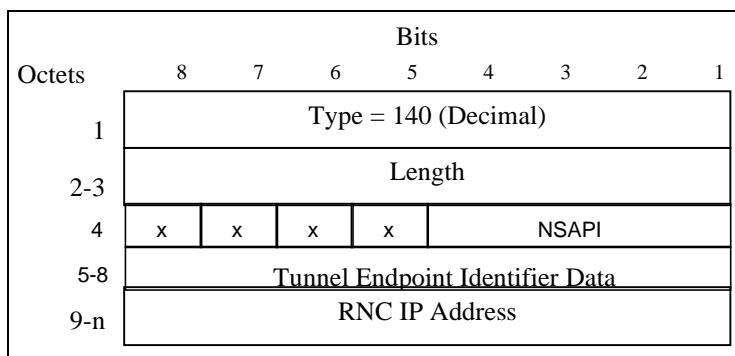 Bits
Octets 8 7 6 5 4 3 2 1
1 Type = 140 (Decimal)
2-3 Length
4 x x x x NSAPI
5-8 Tunnel Endpoint Identifier Data
9-n RNC IP Address